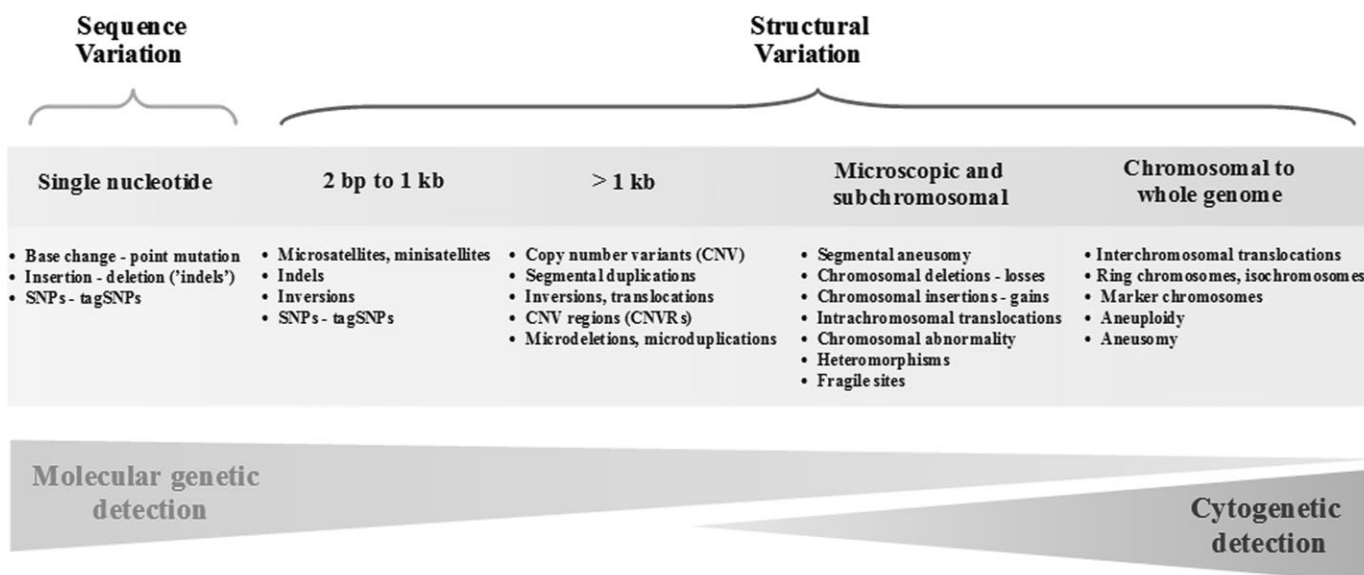 Sequence
Variation
Structural
Variation
Single nucleotide
2 bp to 1 kb
> 1 kb
Microscopic and
subchromosomal
Chromosomal to
whole genome
• Base change - point mutation
• Insertion - deletion ('indels')
• SNPs - tagSNPs
• Microsatellites, minisatellites
• Indels
• Inversions
• SNPs - tagSNPs
• Copy number variants (CNV)
• Segmental duplications
• Inversions, translocations
• CNV regions (CNVRs)
• Microdeletions, microduplications
• Segmental aneusomy
• Chromosomal deletions - losses
• Chromosomal insertions - gains
• Intrachromosomal translocations
• Chromosomal abnormality
• Heteromorphisms
• Fragile sites
• Interchromosomal translocations
• Ring chromosomes, isochromosomes
• Marker chromosomes
• Aneuploidy
• Aneusomy
Molecular genetic
detection
Cytogenetic
detection